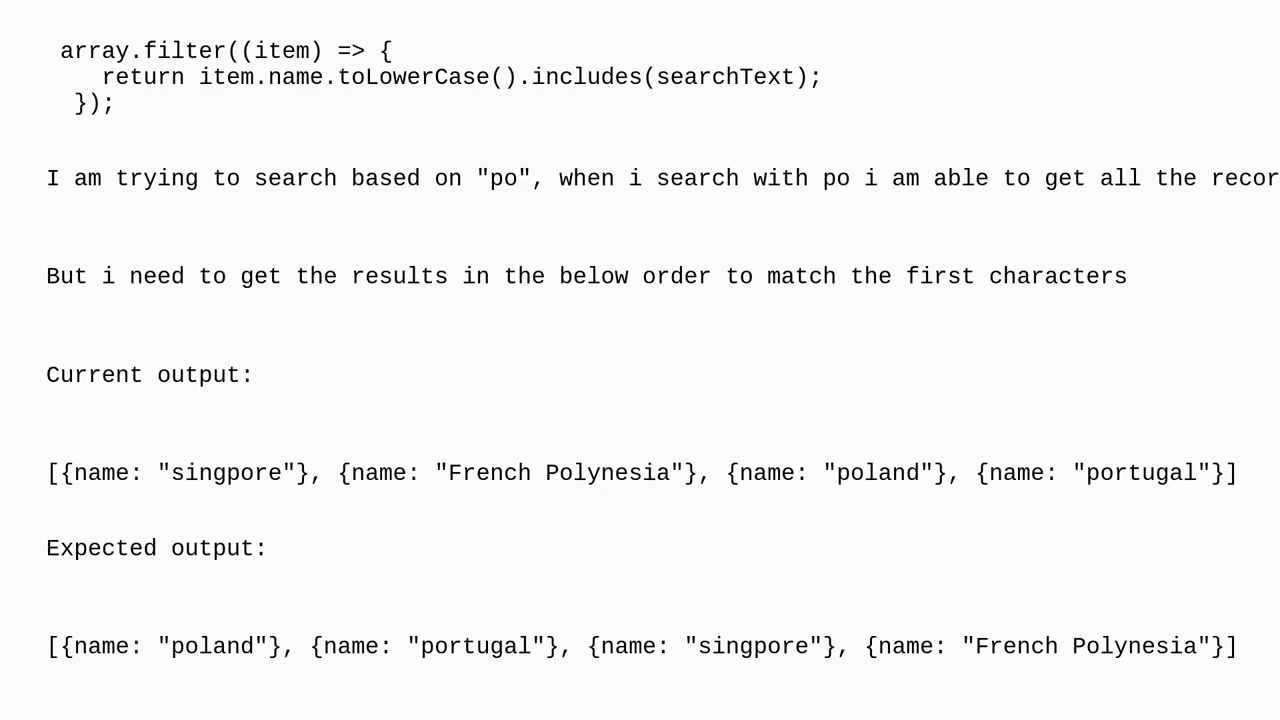 array.filter((item) => {
return item.name.toLowerCase().includes(searchText);
});
I am trying to search based on "po", when i search with po i am able to get all the
But i need to get the results in the below order to match the first characters
Current output:
[{name: "singpore"}, {name: "French Polynesia"}, {name: "poland"}, {name: "portugal"}]
Expected output:
[{name: "poland"}, {name: "portugal"}, {name: "singpore"}, {name: "French Polynesia"}]